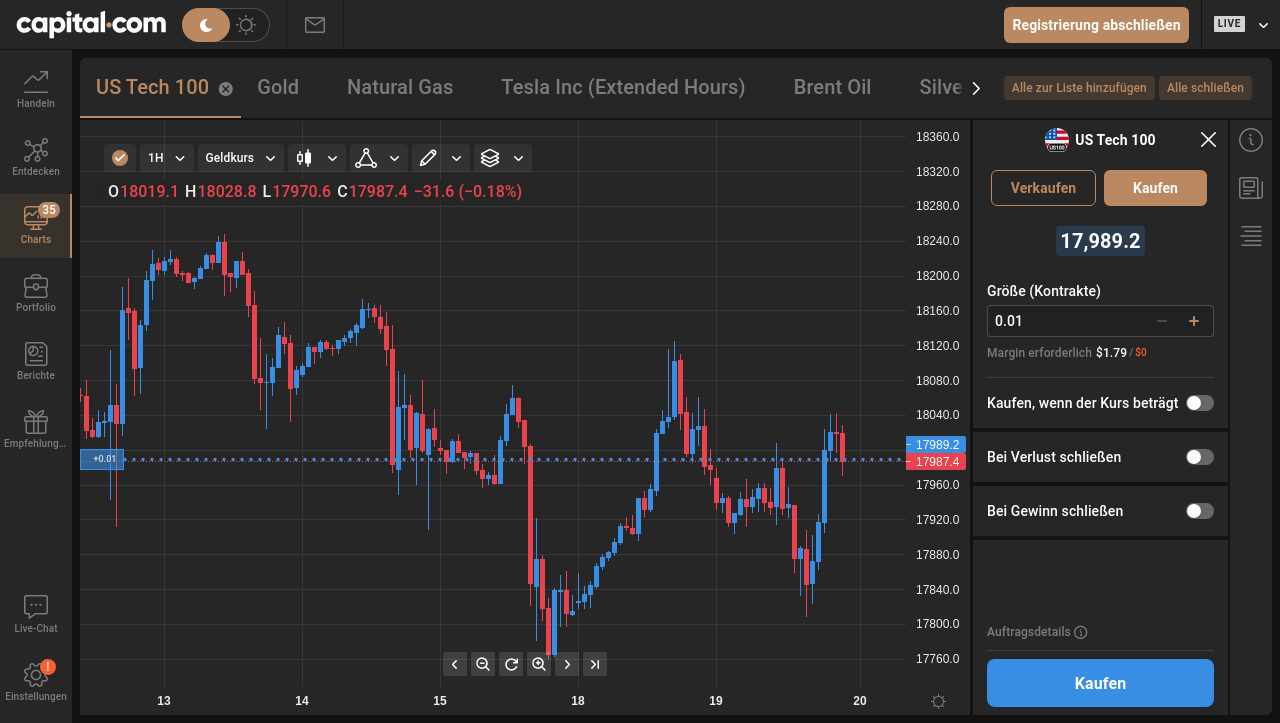 capital.com
Registrierung abschließen
LIVE
US Tech 100
Gold
Natural Gas
Tesla Inc (Extended Hours)
Brent Oil
Silve
Alle zur Liste hinzufügen
Alle schließen
Handeln
Entdecken
35
Charts
Portfolio
Berichte
Empfehlung...
Live-Chat
!
Einstellungen
1H
Geldkurs
O18019.1 H18028.8 L17970.6 C17987.4 −31.6 (−0.18%)
+0.01
18360.0
18320.0
18280.0
18240.0
18200.0
18160.0
18120.0
18080.0
18040.0
17989.2
17987.4
17960.0
17920.0
17880.0
17840.0
17800.0
17760.0
13 14 15 18 19 20
US100
US Tech 100
Verkaufen
Kaufen
17,989.2
Größe (Kontrakte)
0.01
Margin erforderlich $1.79 / $0
Kaufen, wenn der Kurs beträgt
Bei Verlust schließen
Bei Gewinn schließen
Auftragsdetails
Kaufen